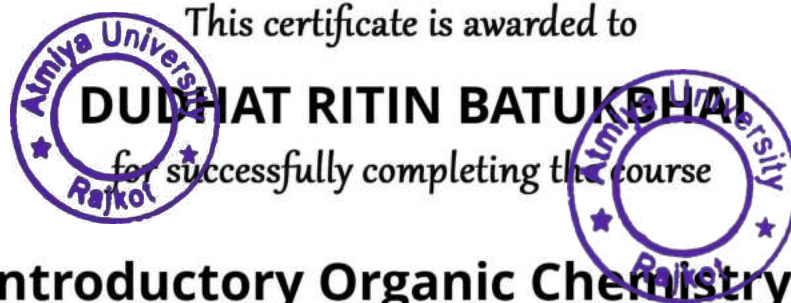 This certificate is awarded to
DUDHAT RITIN BATUKBHAI
for successfully completing the course
ntroductory Organic Chemistry
Atmiya University
Rajkot
Atmiya University
Rajkot